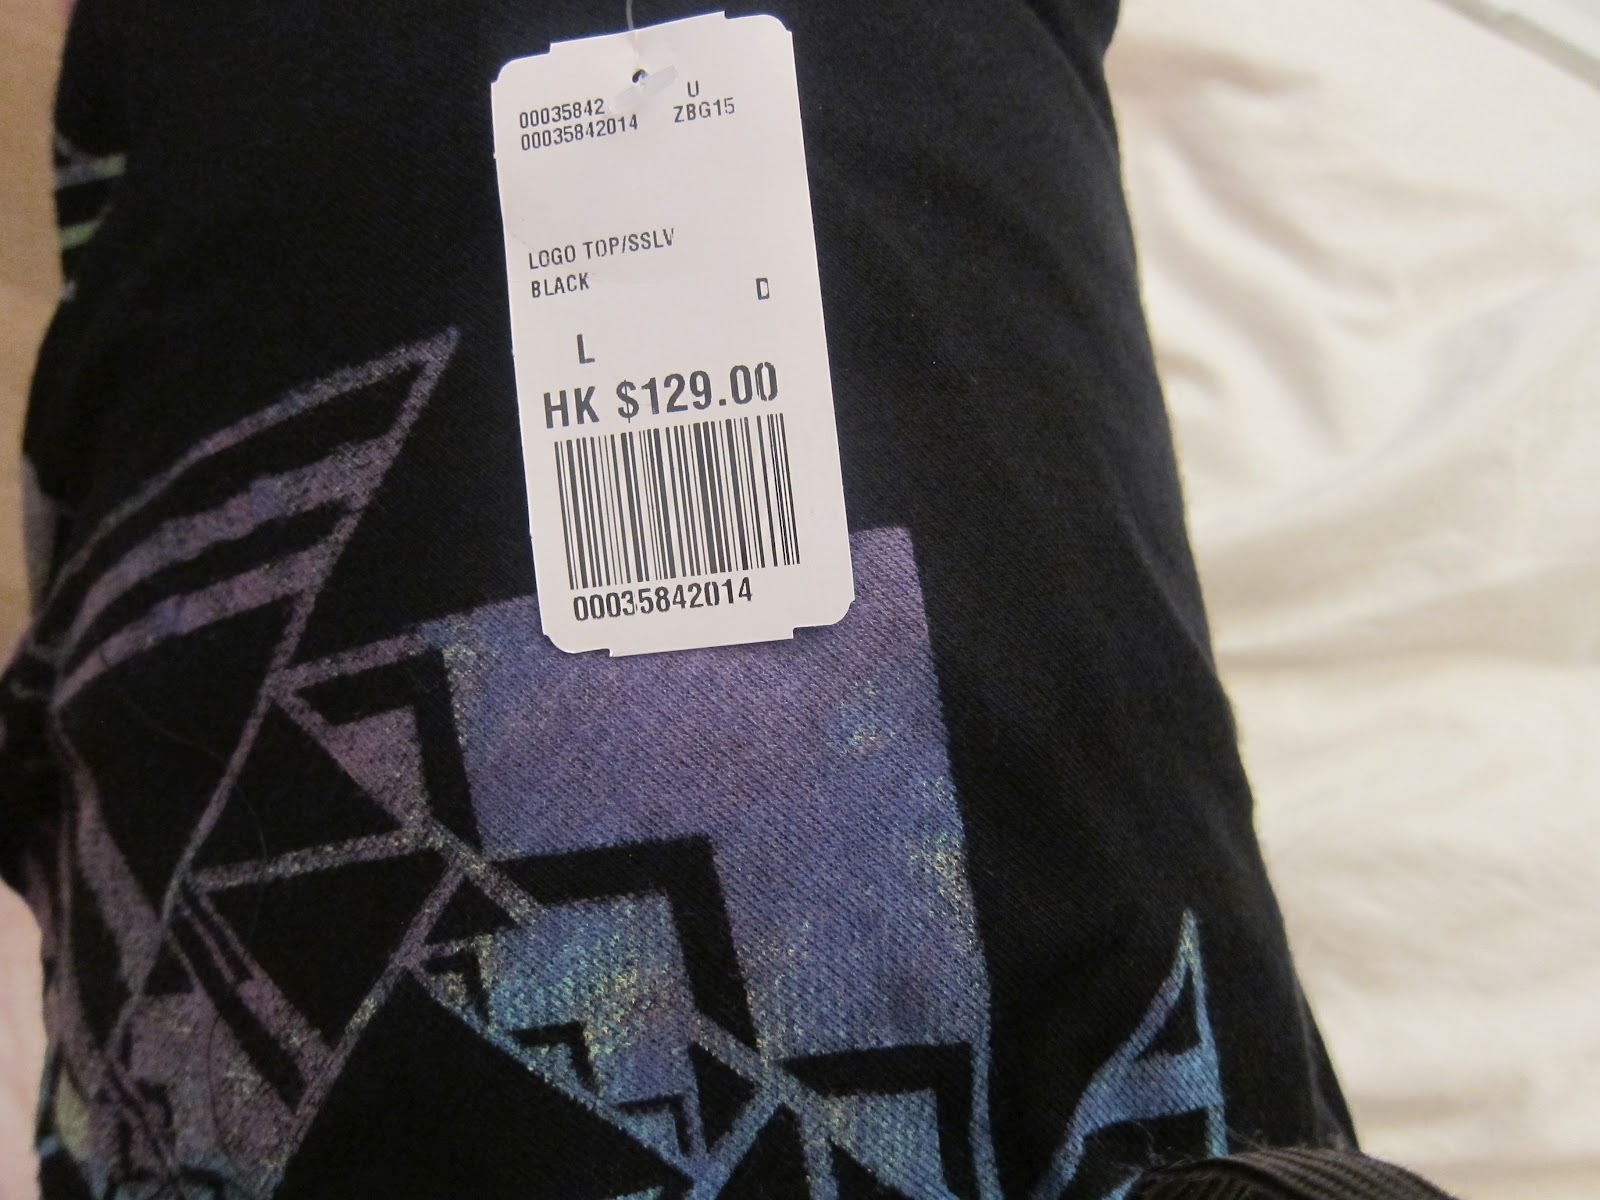 00035842 U
00035842014 ZBG15
LOGO TOP/SSLV
BLACK D
L
HK $129.00
00035842014